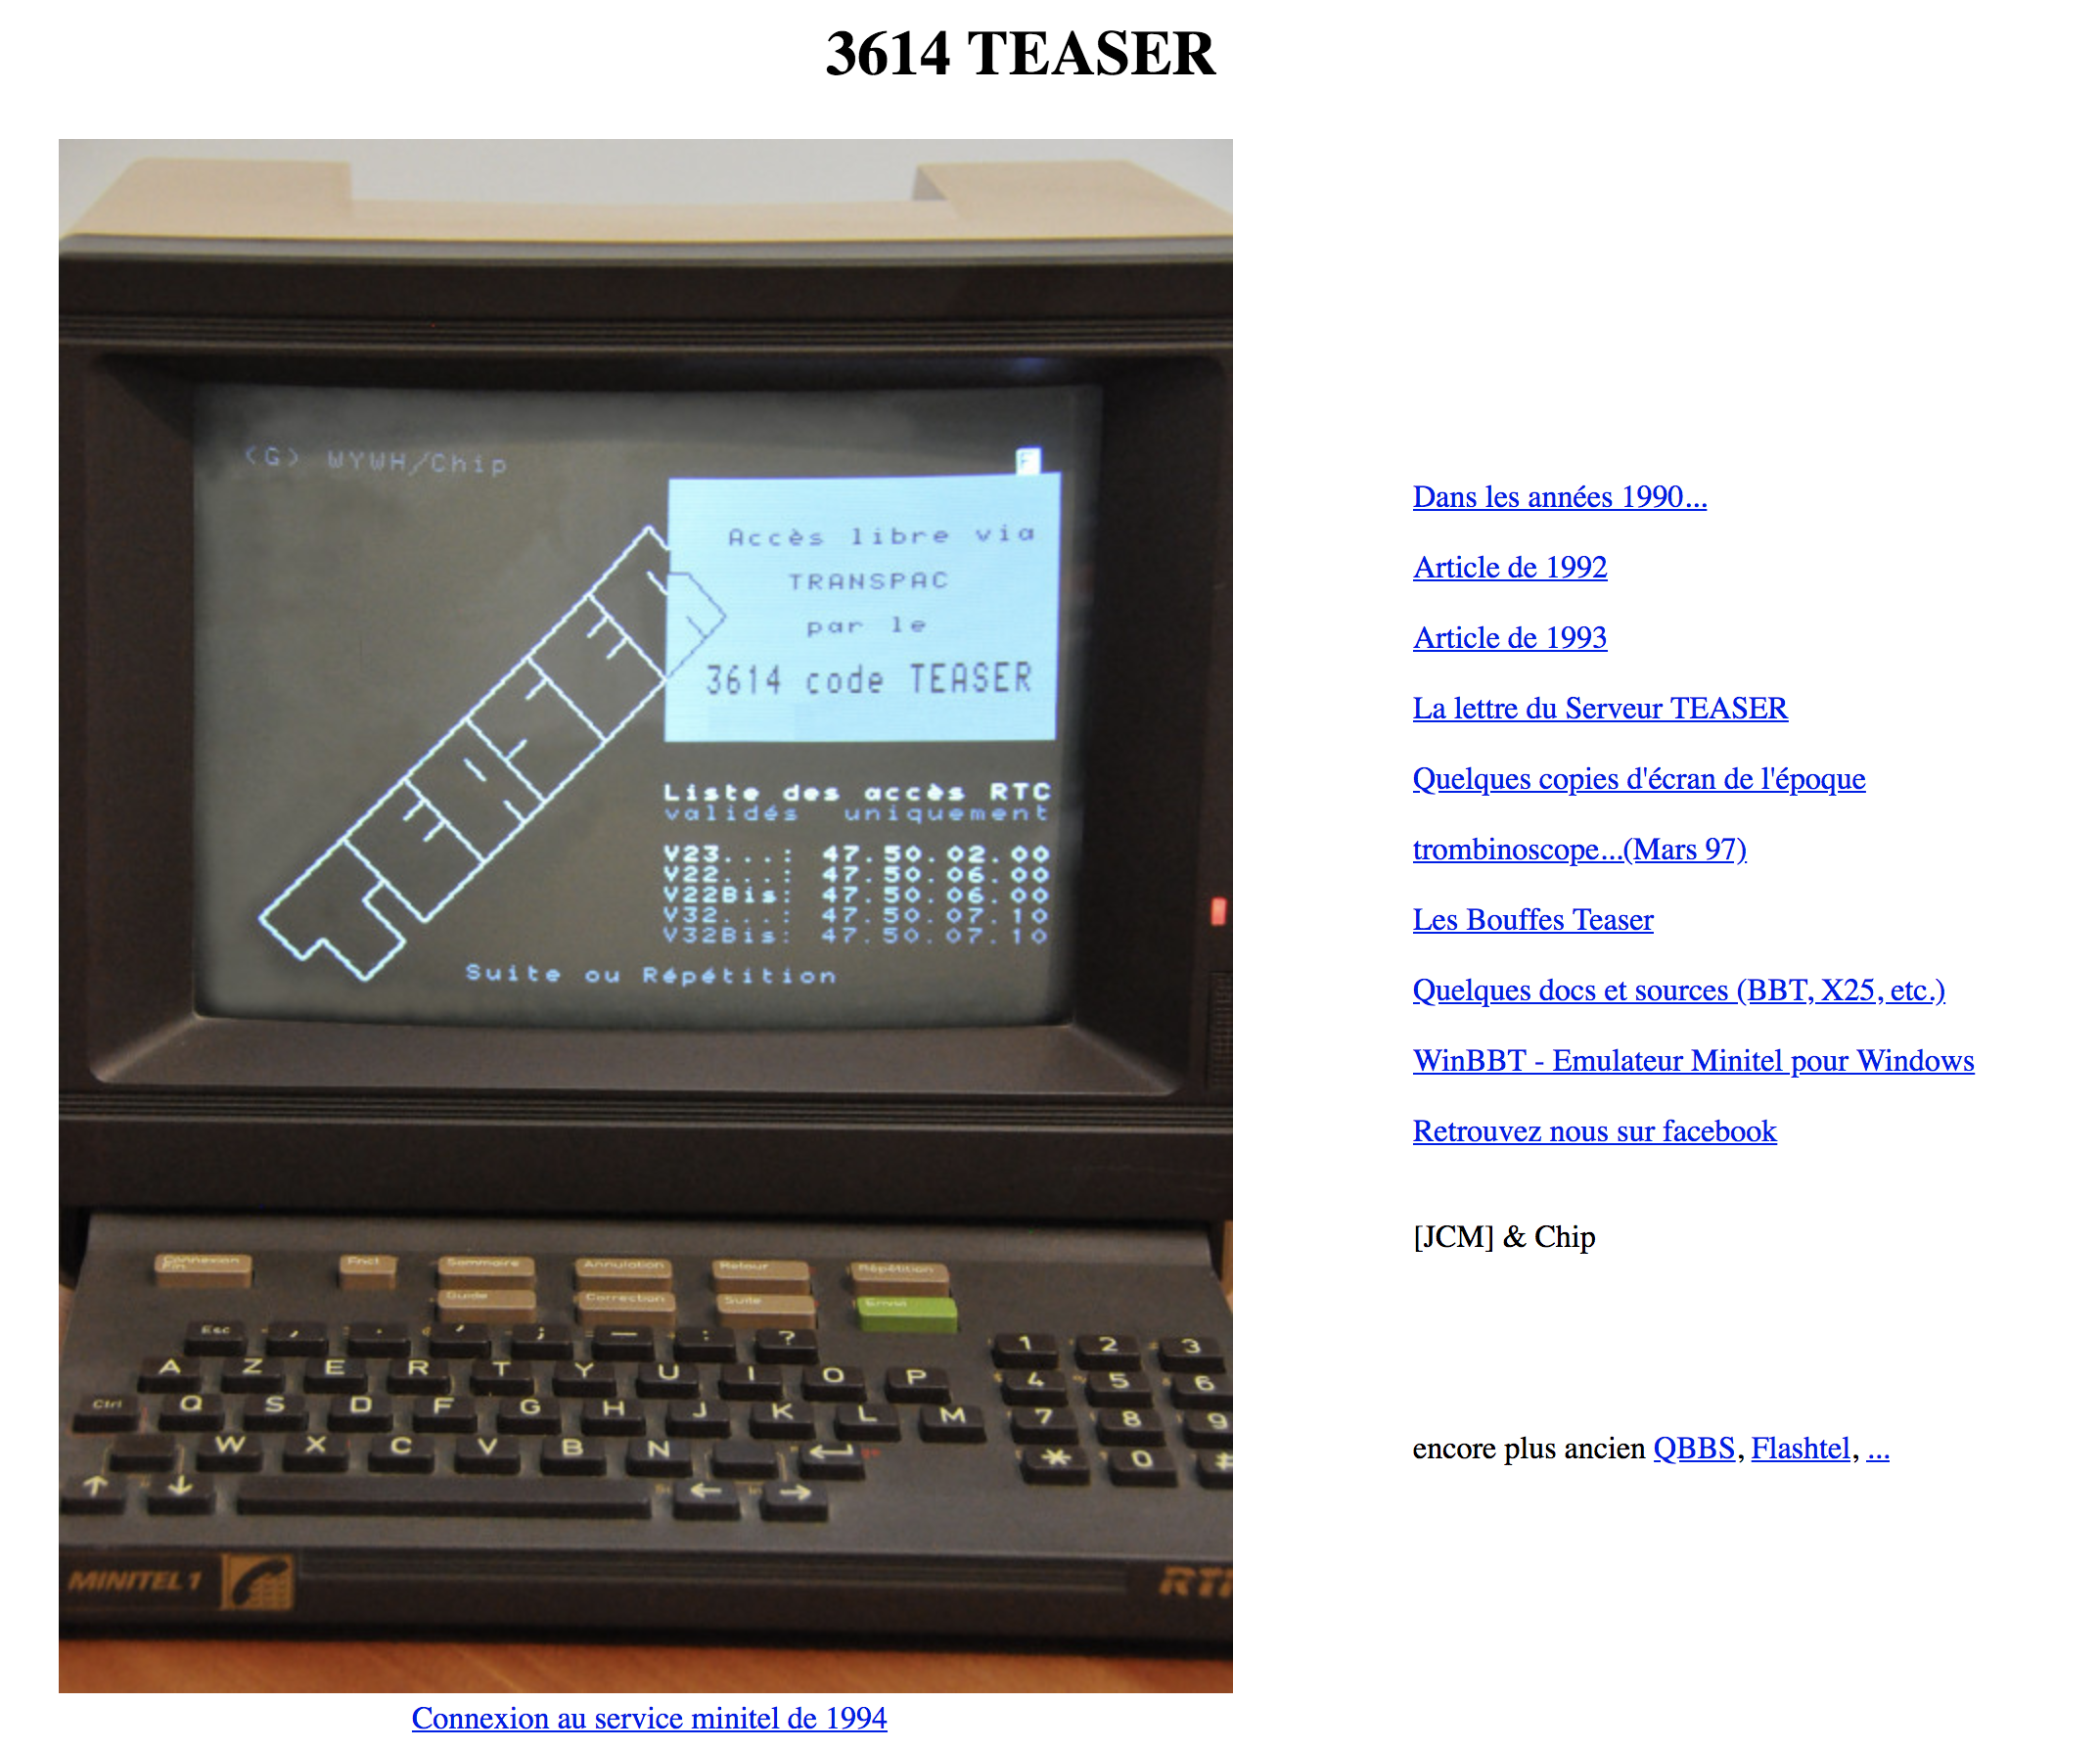 3614 TEASER
(G) WYWH/Chip
F
Accès libre via
TRANSPAC
par le
3614 code TEASER
Liste des accès RTC
validés uniquement
V23...: 47.50.02.00
V22...: 47.50.06.00
V22Bis: 47.50.06.00
V32...: 47.50.07.10
V32Bis: 47.50.07.10
Suite ou Répétition
Connexion Fin Fnct Sommaire Annulation Retour Répétition
Guide Correction Suite Envoi
Esc , . ' ; — : ? 1 2 3
A Z E R T Y U I O P 4 5 6
Ctrl Q S D F G H J K L M 7 8 9
W X C V B N * 0 #
↑ ↓ ← →
MINITEL 1
Connexion au service minitel de 1994
Dans les années 1990...
Article de 1992
Article de 1993
La lettre du Serveur TEASER
Quelques copies d'écran de l'époque
trombinoscope...(Mars 97)
Les Bouffes Teaser
Quelques docs et sources (BBT, X25, etc.)
WinBBT - Emulateur Minitel pour Windows
Retrouvez nous sur facebook
[JCM] & Chip
encore plus ancien QBBS, Flashtel, ...